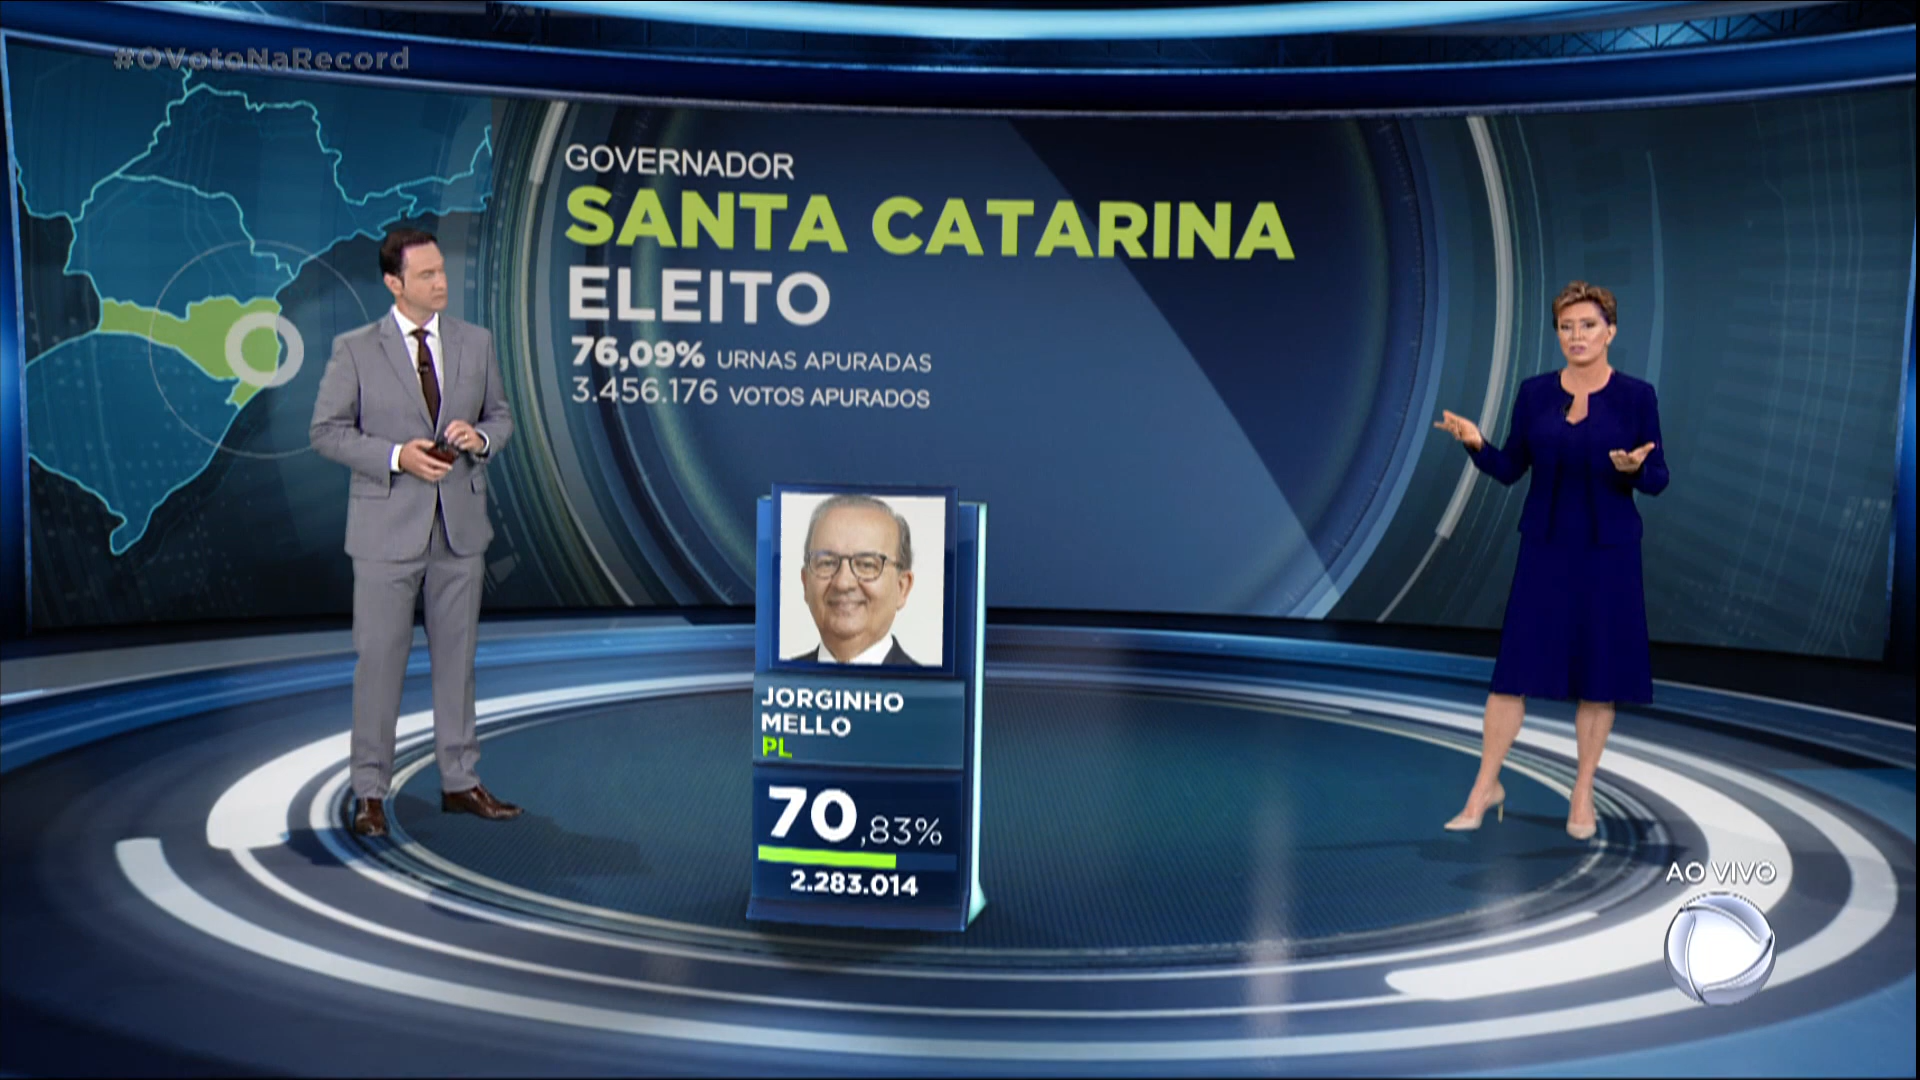 #OVotoNaRecord
GOVERNADOR
SANTA CATARINA
ELEITO
76,09% URNAS APURADAS
3.456.176 VOTOS APURADOS
JORGINHO
MELLO
PL
70,83%
2.283.014
AO VIVO